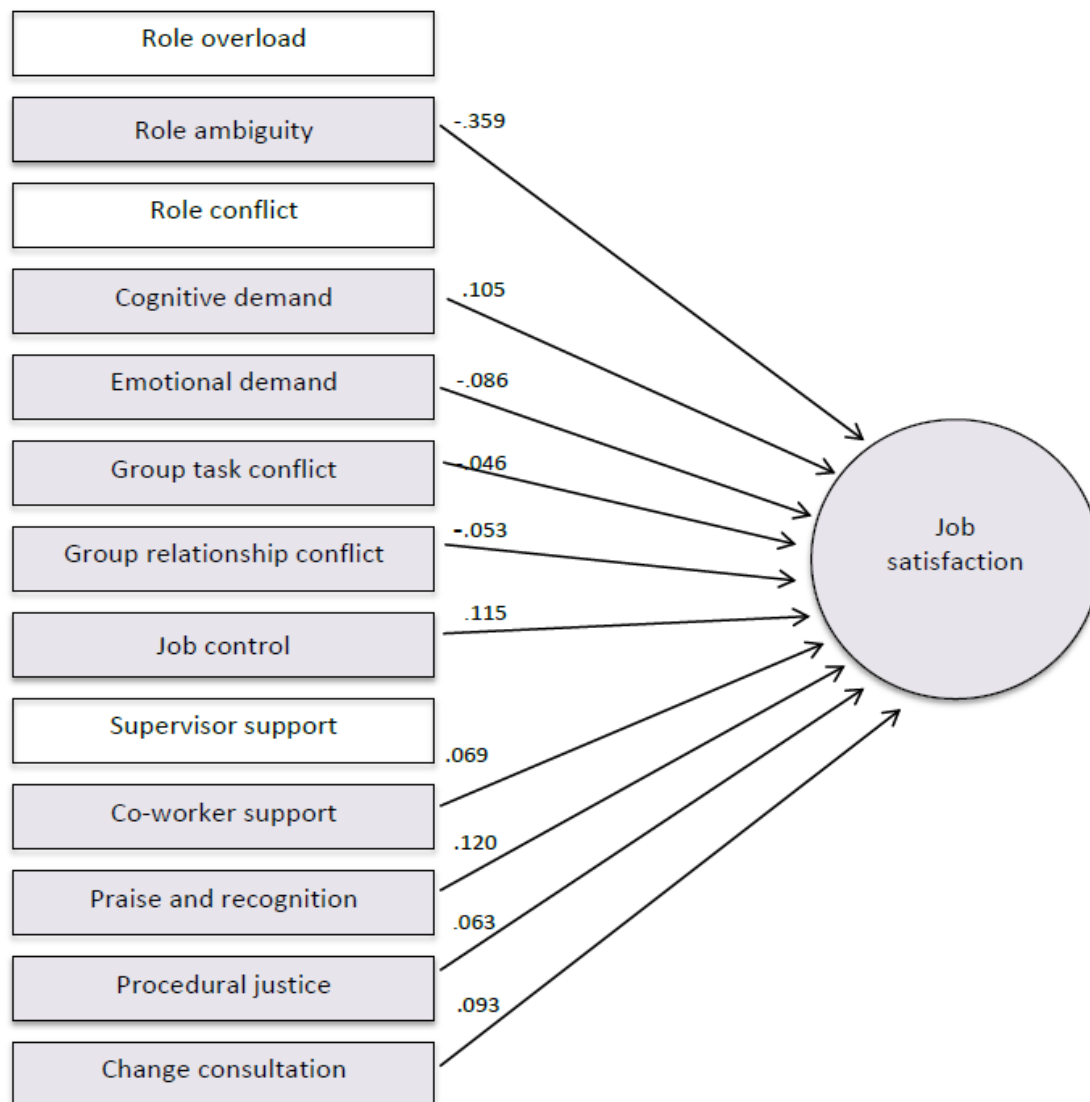 Role overload
Role ambiguity
-.359
Role conflict
Cognitive demand
.105
Emotional demand
-.086
Group task conflict
-.046
Group relationship conflict
-.053
Job
satisfaction
Job control
.115
Supervisor support
.069
Co-worker support
.120
Praise and recognition
.063
Procedural justice
.093
Change consultation